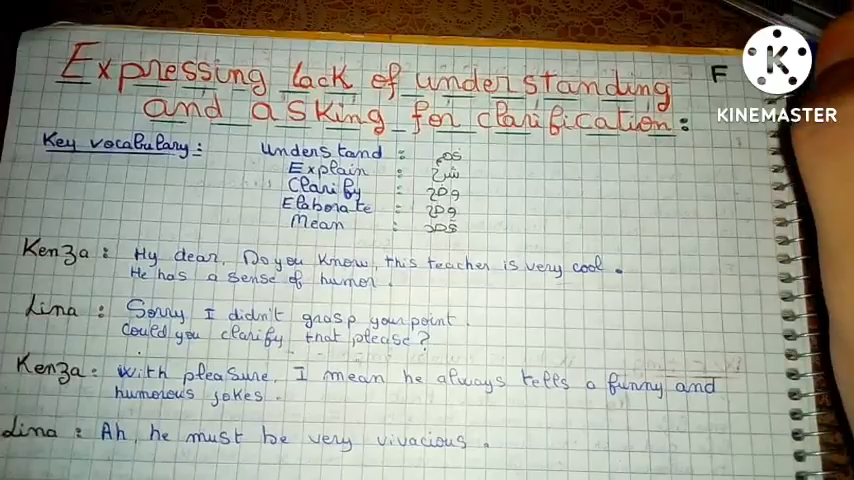 Expressing lack of understanding
F
and asking for clarification:
Key vocabulary:
Understand : فهم
Explain : شرح
Clarify : وضح
Elaborate : وضح
Mean :
Kenza : Hy dear. Do you know, this teacher is very cool.
He has a sense of humor.
Lina : Sorry I didn't grasp your point.
Could you clarify that please?
Kenza : with pleasure. I mean he always tells a funny and
humorous jokes.
Lina : Ah, he must be very vivacious.
K
KINEMASTER